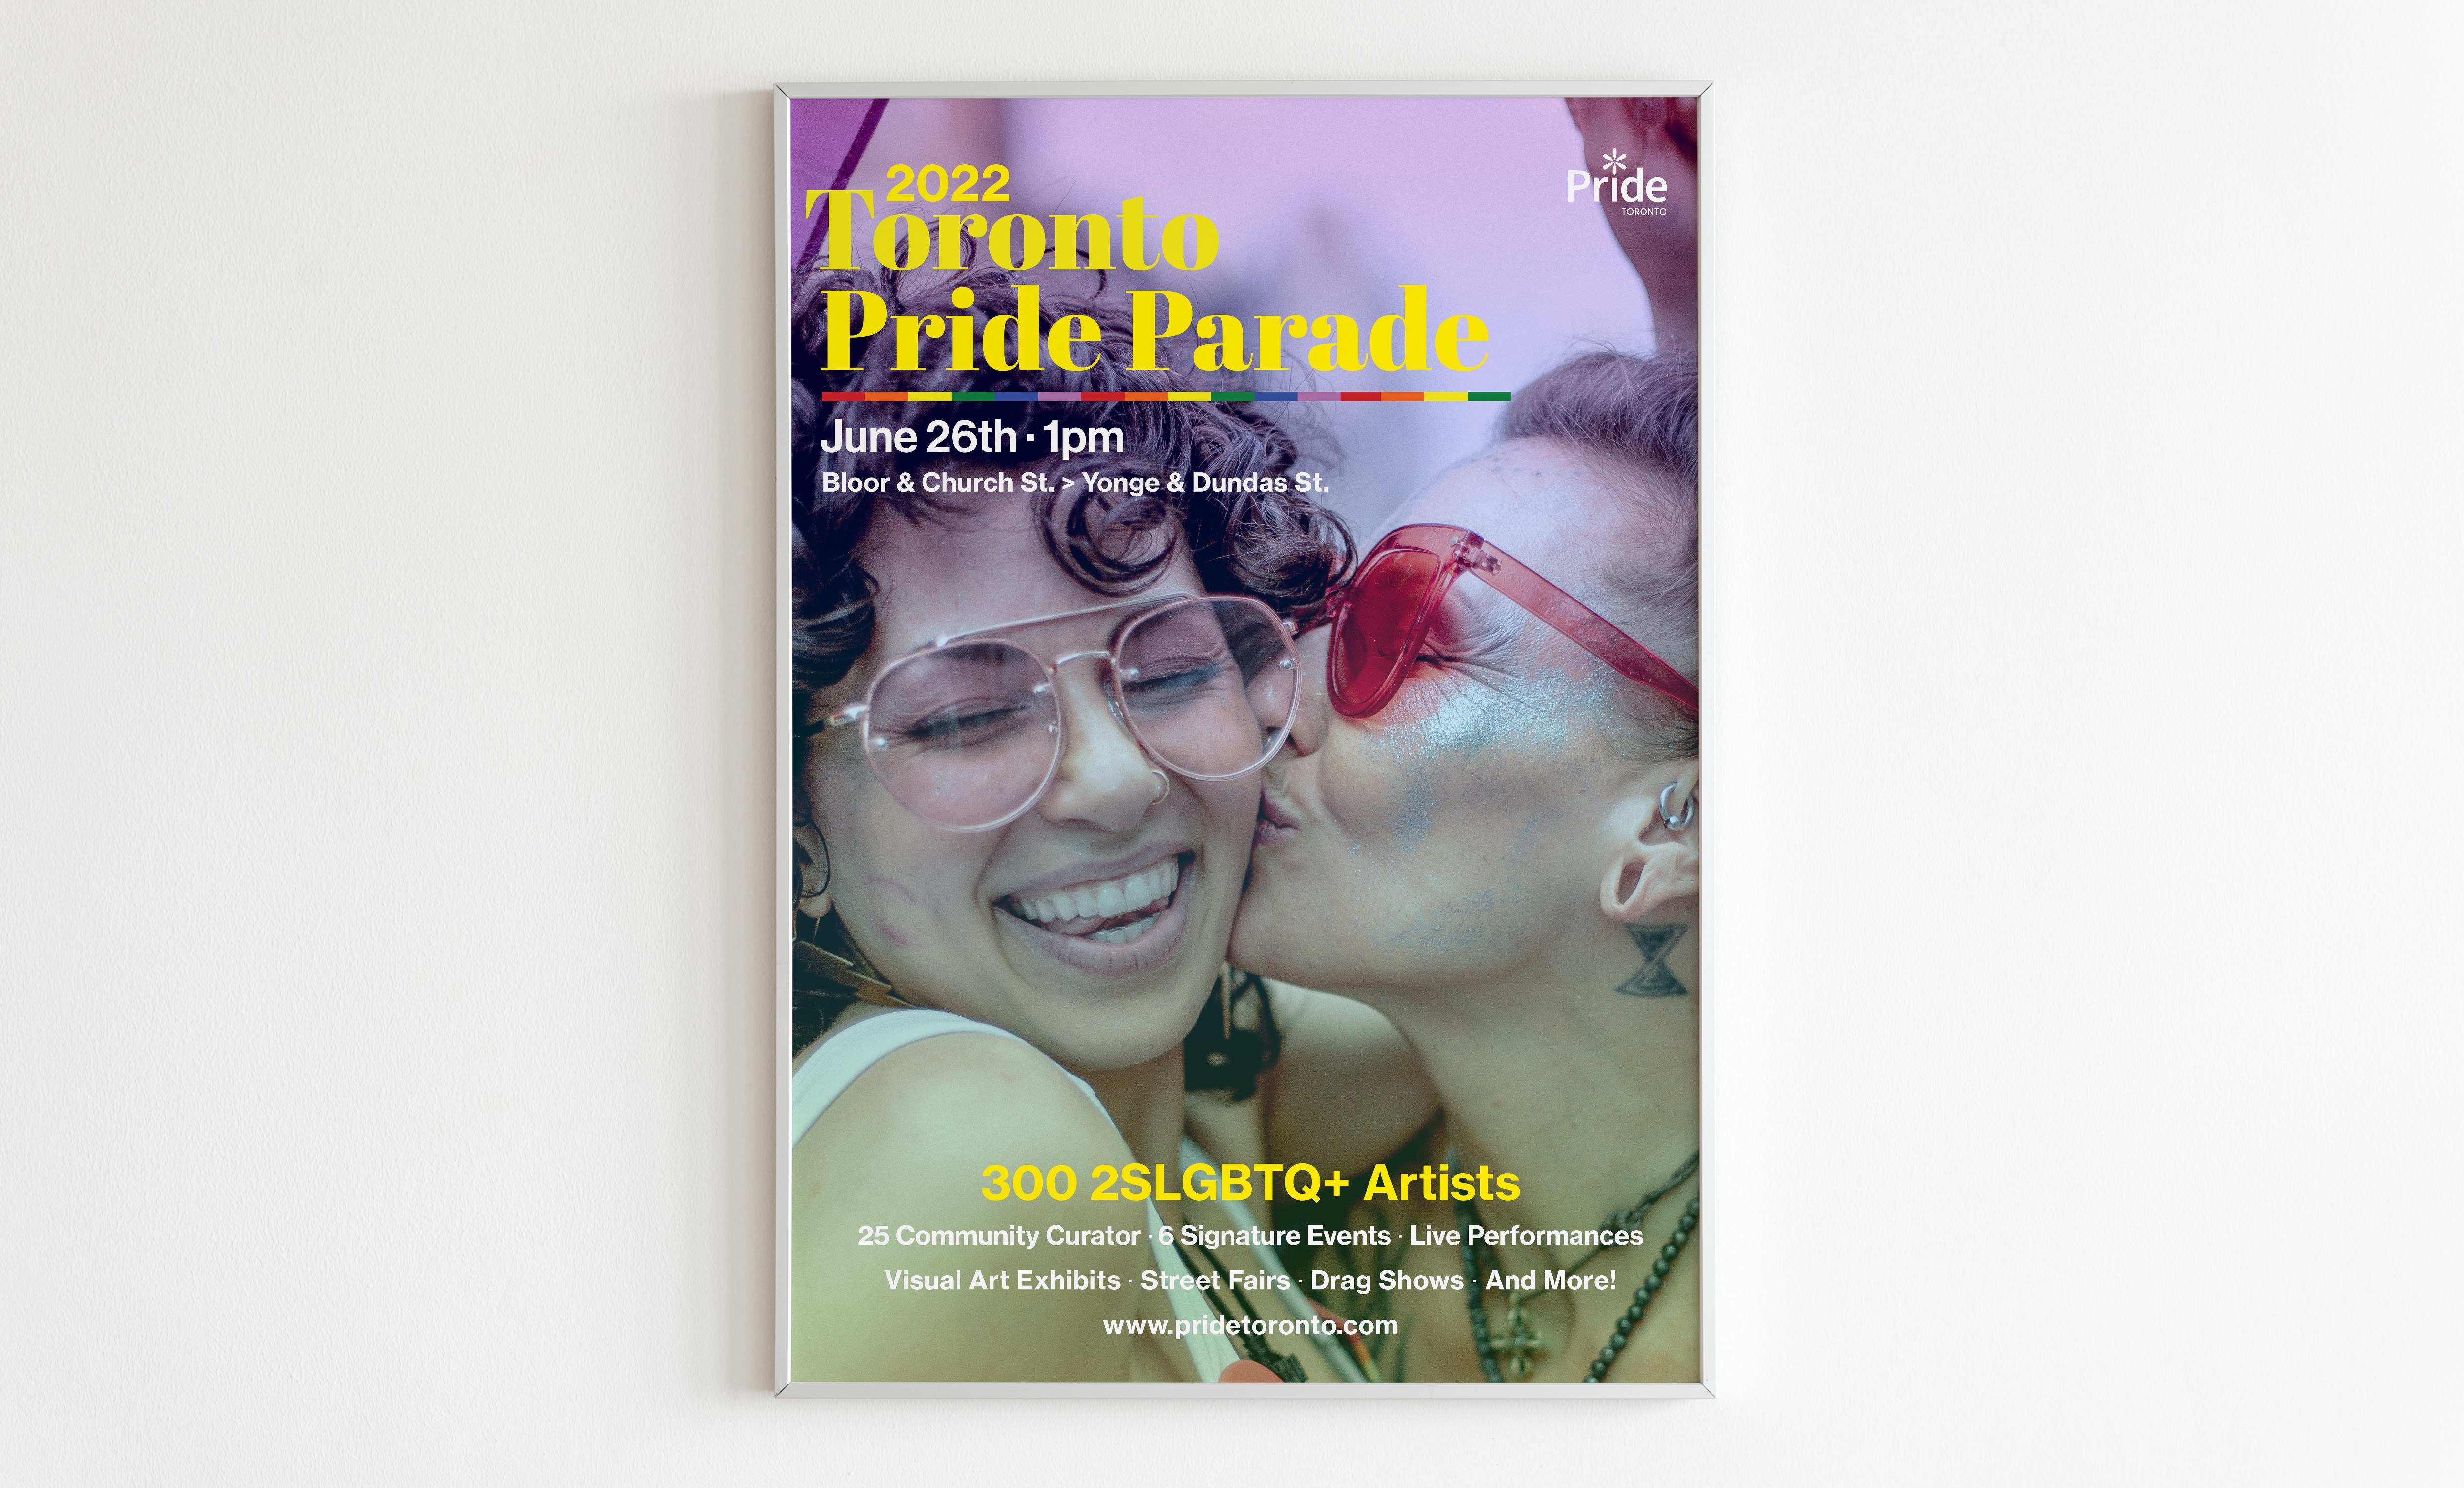 2022
Toronto
Pride Parade
Pride
TORONTO
June 26th · 1pm
Bloor & Church St. > Yonge & Dundas St.
300 2SLGBTQ+ Artists
25 Community Curator · 6 Signature Events · Live Performances
Visual Art Exhibits · Street Fairs · Drag Shows · And More!
www.pridetoronto.com